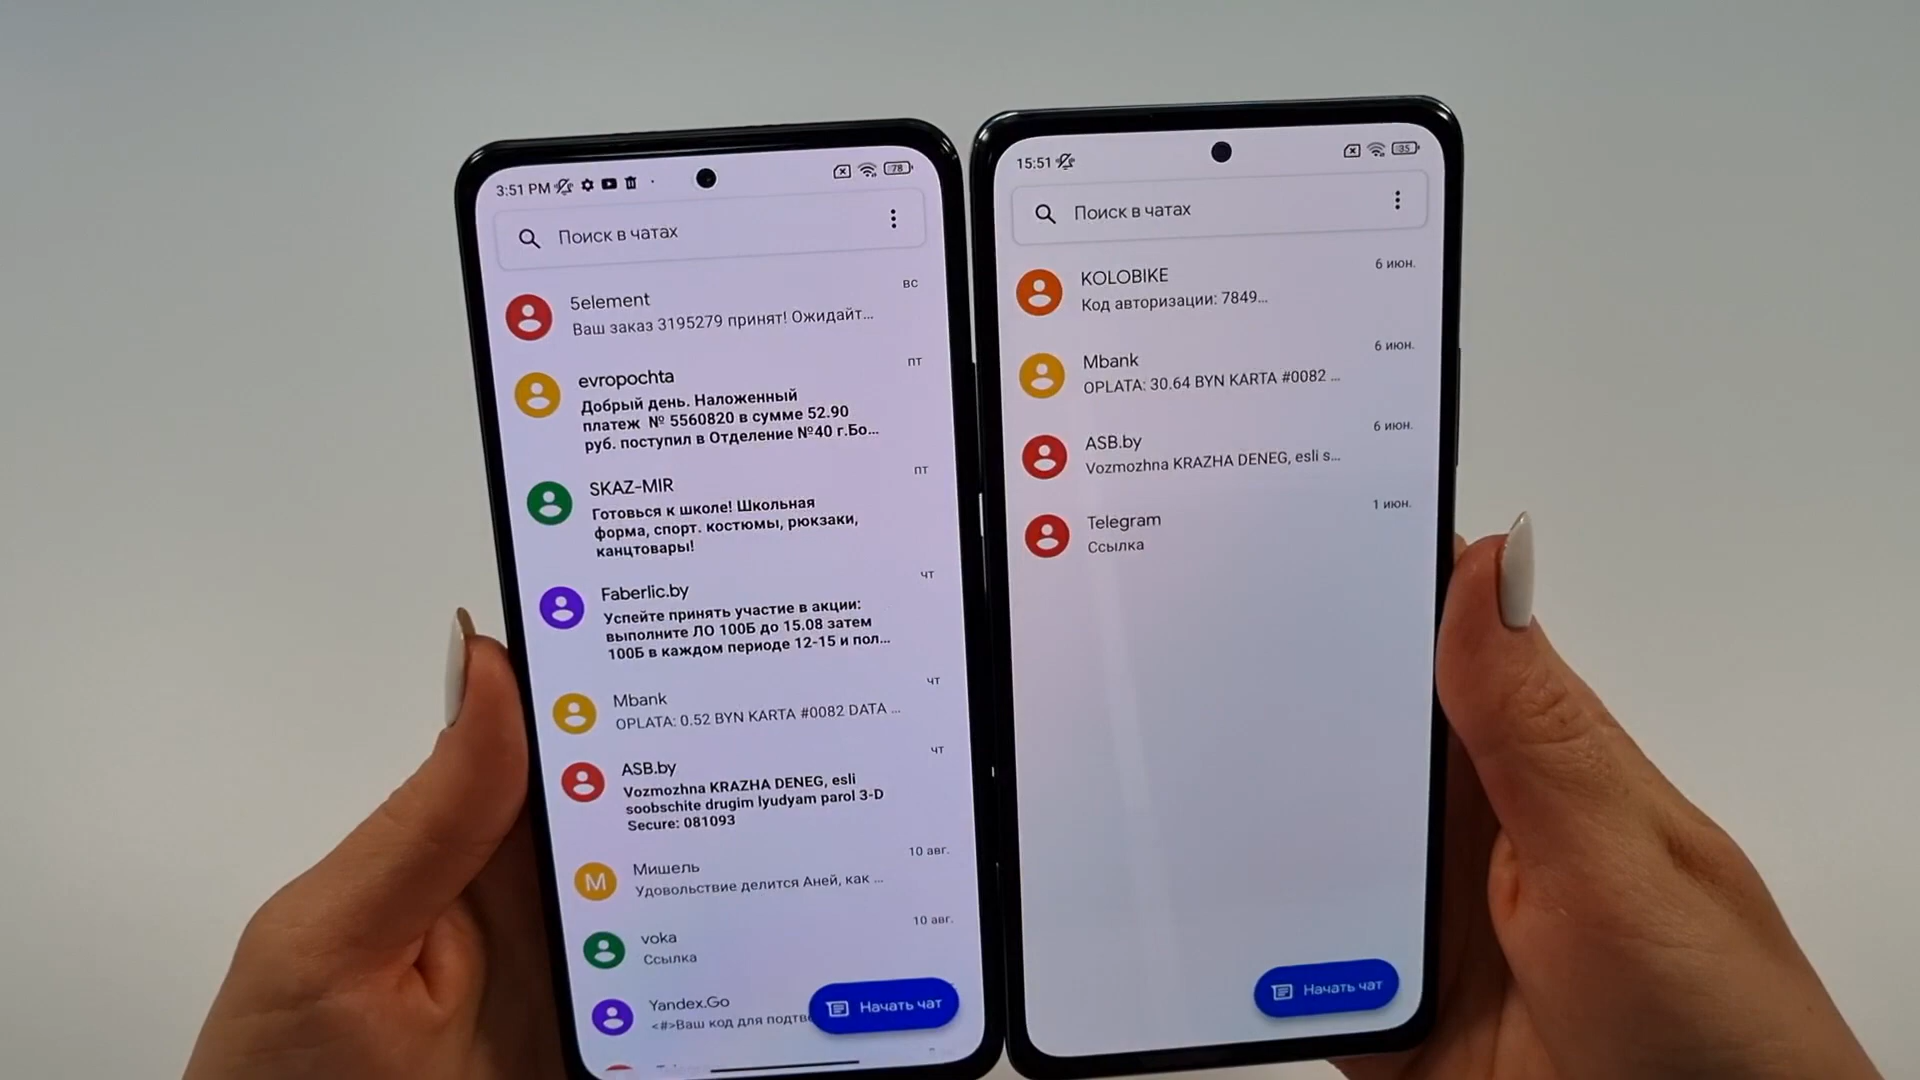 3:51 PM
78
Поиск в чатах
5element
вс
Ваш заказ 3195279 принят! Ожидайт...
evropochta
пт
Добрый день. Наложенный
платеж № 5560820 в сумме 52.90
руб. поступил в Отделение №40 г.Бо...
SKAZ-MIR
пт
Готовься к школе! Школьная
форма, спорт. костюмы, рюкзаки,
канцтовары!
Faberlic.by
чт
Успейте принять участие в акции:
выполните ЛО 100Б до 15.08 затем
100Б в каждом периоде 12-15 и пол...
Mbank
чт
OPLATA: 0.52 BYN KARTA #0082 DATA ...
ASB.by
чт
Vozmozhna KRAZHA DENEG, esli
soobschite drugim lyudyam parol 3-D
Secure: 081093
М
Мишель
10 авг.
Удовольствие делится Аней, как ...
voka
10 авг.
Ссылка
Yandex.Go
<#>Ваш код для подтве
Начать чат
15:51
35
Поиск в чатах
KOLOBIKE
6 июн.
Код авторизации: 7849...
Mbank
6 июн.
OPLATA: 30.64 BYN KARTA #0082 ...
ASB.by
6 июн.
Vozmozhna KRAZHA DENEG, esli s...
Telegram
1 июн.
Ссылка
Начать чат